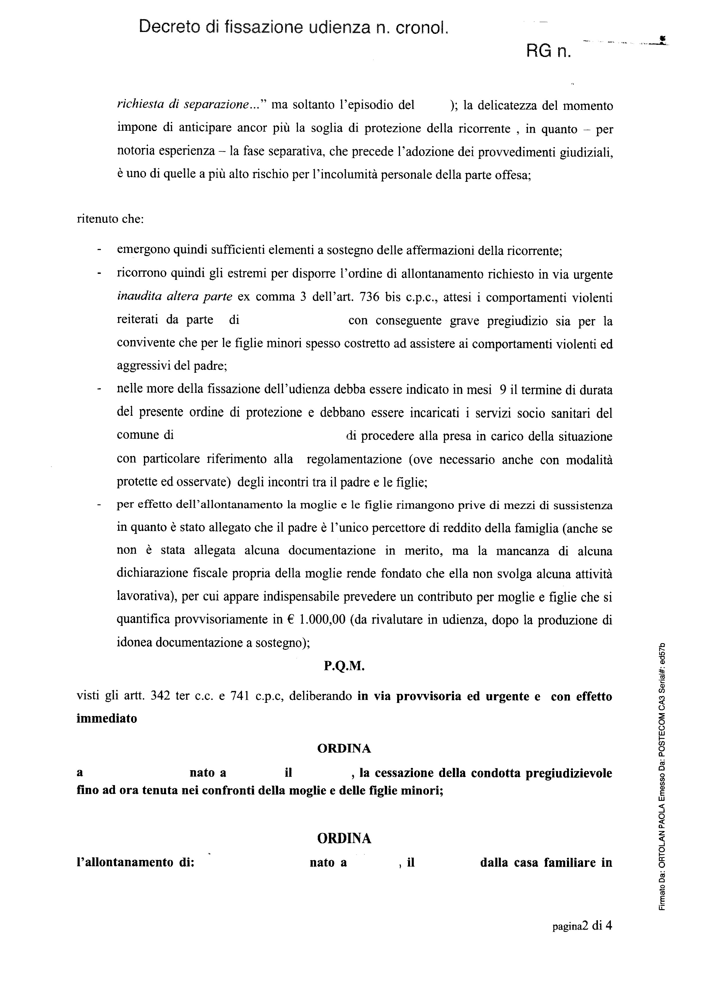 Decreto di fissazione udienza n. cronol.
RG n.
richiesta di separazione...” ma soltanto l’episodio del ); la delicatezza del momento
impone di anticipare ancor più la soglia di protezione della ricorrente , in quanto – per
notoria esperienza – la fase separativa, che precede l’adozione dei provvedimenti giudiziali,
è uno di quelle a più alto rischio per l’incolumità personale della parte offesa;
ritenuto che:
- emergono quindi sufficienti elementi a sostegno delle affermazioni della ricorrente;
- ricorrono quindi gli estremi per disporre l’ordine di allontanamento richiesto in via urgente
inaudita altera parte ex comma 3 dell’art. 736 bis c.p.c., attesi i comportamenti violenti
reiterati da parte di con conseguente grave pregiudizio sia per la
convivente che per le figlie minori spesso costretto ad assistere ai comportamenti violenti ed
aggressivi del padre;
- nelle more della fissazione dell’udienza debba essere indicato in mesi 9 il termine di durata
del presente ordine di protezione e debbano essere incaricati i servizi socio sanitari del
comune di di procedere alla presa in carico della situazione
con particolare riferimento alla regolamentazione (ove necessario anche con modalità
protette ed osservate) degli incontri tra il padre e le figlie;
- per effetto dell’allontanamento la moglie e le figlie rimangono prive di mezzi di sussistenza
in quanto è stato allegato che il padre è l’unico percettore di reddito della famiglia (anche se
non è stata allegata alcuna documentazione in merito, ma la mancanza di alcuna
dichiarazione fiscale propria della moglie rende fondato che ella non svolga alcuna attività
lavorativa), per cui appare indispensabile prevedere un contributo per moglie e figlie che si
quantifica provvisoriamente in € 1.000,00 (da rivalutare in udienza, dopo la produzione di
idonea documentazione a sostegno);
P.Q.M.
visti gli artt. 342 ter c.c. e 741 c.p.c, deliberando in via provvisoria ed urgente e con effetto
immediato
ORDINA
a nato a il , la cessazione della condotta pregiudizievole
fino ad ora tenuta nei confronti della moglie e delle figlie minori;
ORDINA
l’allontanamento di: nato a , il dalla casa familiare in
pagina2 di 4
Firmato Da: ORTOLAN PAOLA Emesso Da: POSTECOM CA3 Serial#: ed57b